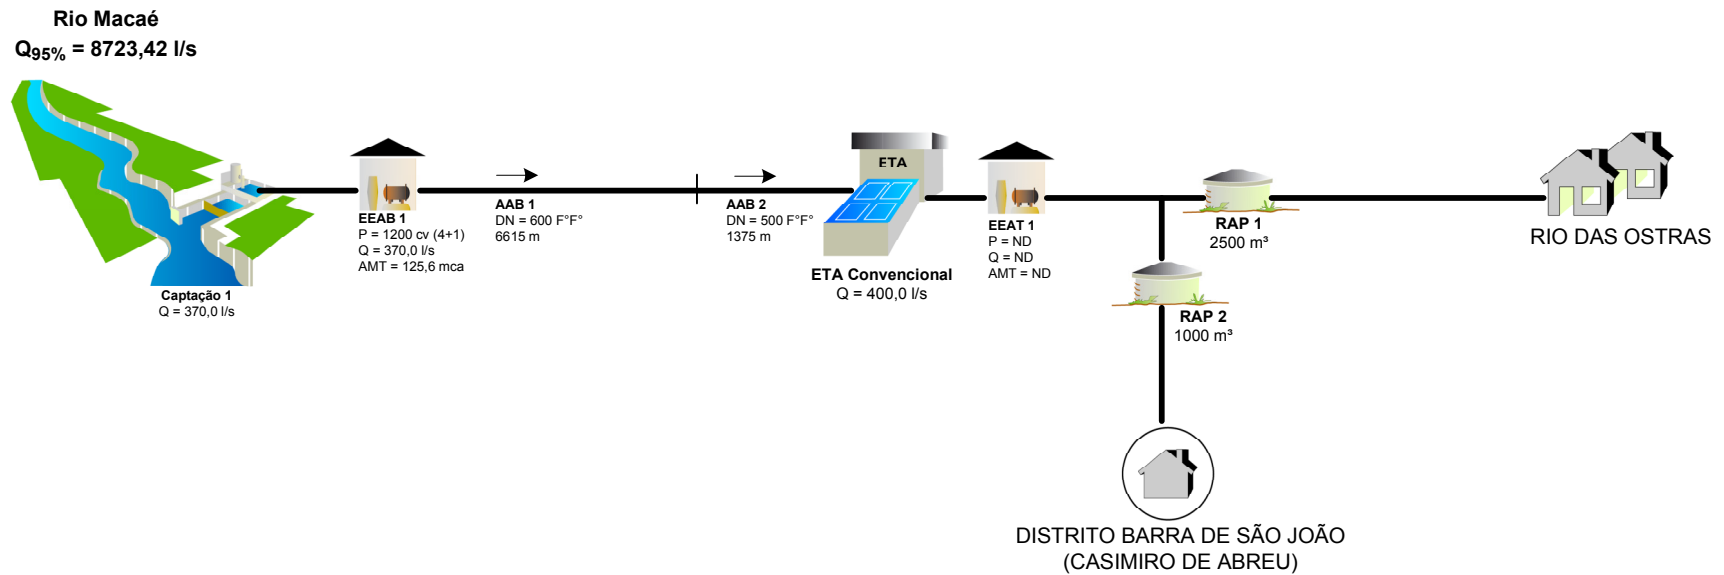 Rio Macaé
Q95% = 8723,42 l/s
Captação 1
Q = 370,0 l/s
EEAB 1
P = 1200 cv (4+1)
Q = 370,0 l/s
AMT = 125,6 mca
AAB 1
DN = 600 F°F°
6615 m
AAB 2
DN = 500 F°F°
1375 m
ETA
ETA Convencional
Q = 400,0 l/s
EEAT 1
P = ND
Q = ND
AMT = ND
RAP 1
2500 m³
RIO DAS OSTRAS
RAP 2
1000 m³
DISTRITO BARRA DE SÃO JOÃO
(CASIMIRO DE ABREU)